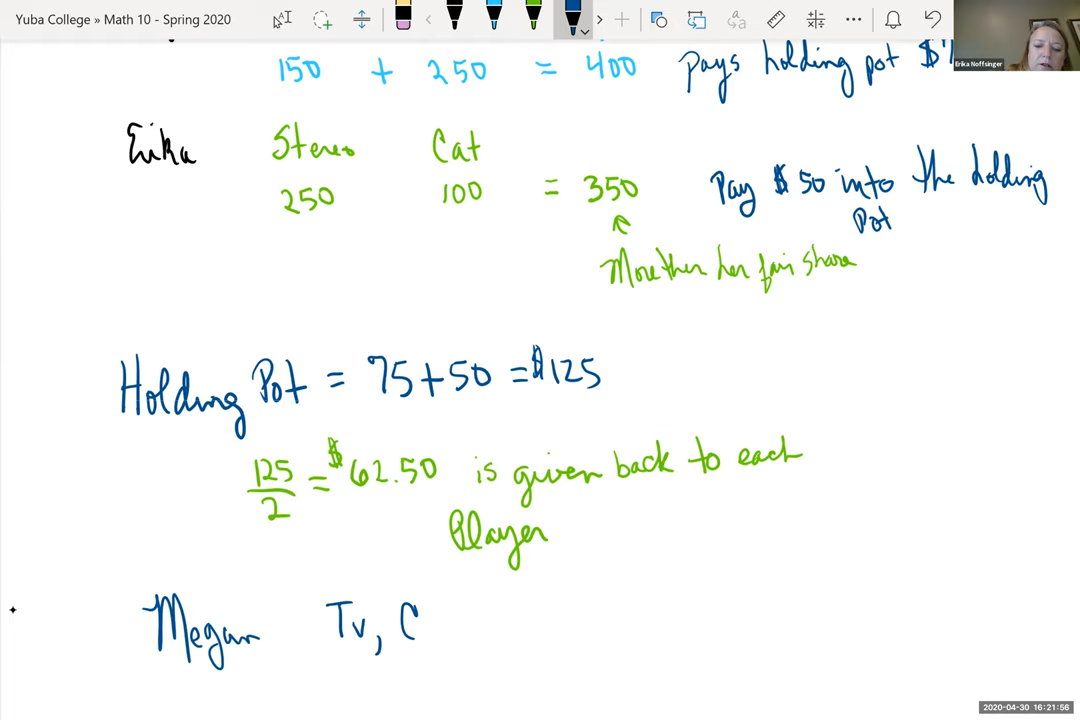 Yuba College » Math 10 - Spring 2020
Erika Noffsinger
150 + 250 = 400 Pays holding pot $
Erika Stereo Cat
250 100 = 350 Pay $ 50 into the holding
Pot
More then her fair share
Holding Pot = 75 + 50 = $125
125/2 = $62.50 is given back to each
Player
Megan Tv, C
2020-04-30 16:21:56